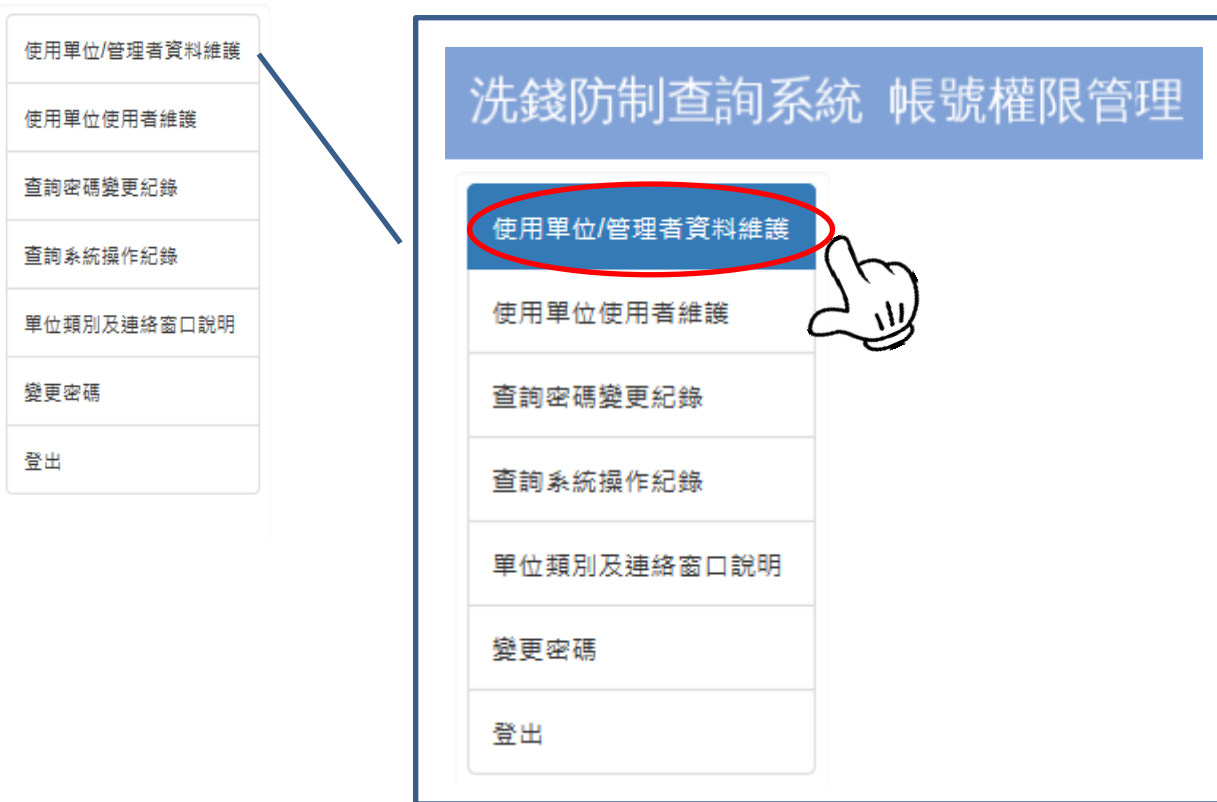 使用單位/管理者資料維護
使用單位使用者維護
查詢密碼變更紀錄
查詢系統操作紀錄
單位類別及連絡窗口說明
變更密碼
登出
洗錢防制查詢系統 帳號權限管理
使用單位/管理者資料維護
使用單位使用者維護
查詢密碼變更紀錄
查詢系統操作紀錄
單位類別及連絡窗口說明
變更密碼
登出